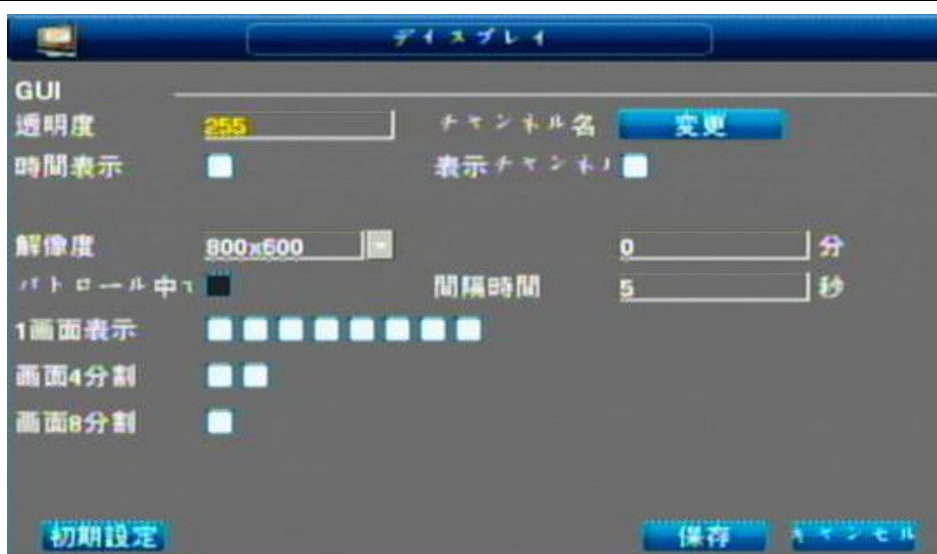 ディスプレイ
GUI
透明度 255 チャンネル名 変更
時間表示 表示チャンネル
解像度 800x600 0 分
パトロール中 間隔時間 5 秒
1画面表示
画面4分割
画面8分割
初期設定 保存 キャンセル